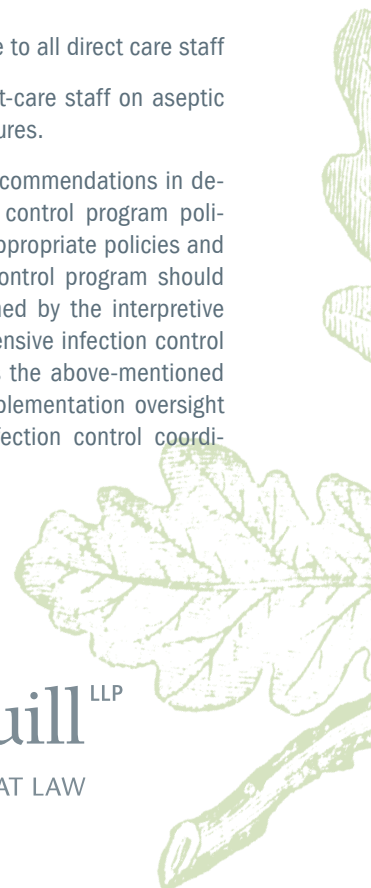 e to all direct care staff
t-care staff on aseptic
ures.
commendations in de-
control program poli-
ppropriate policies and
ontrol program should
ned by the interpretive
ensive infection control
s the above-mentioned
plementation oversight
fection control coordi-
uill LLP
AT LAW